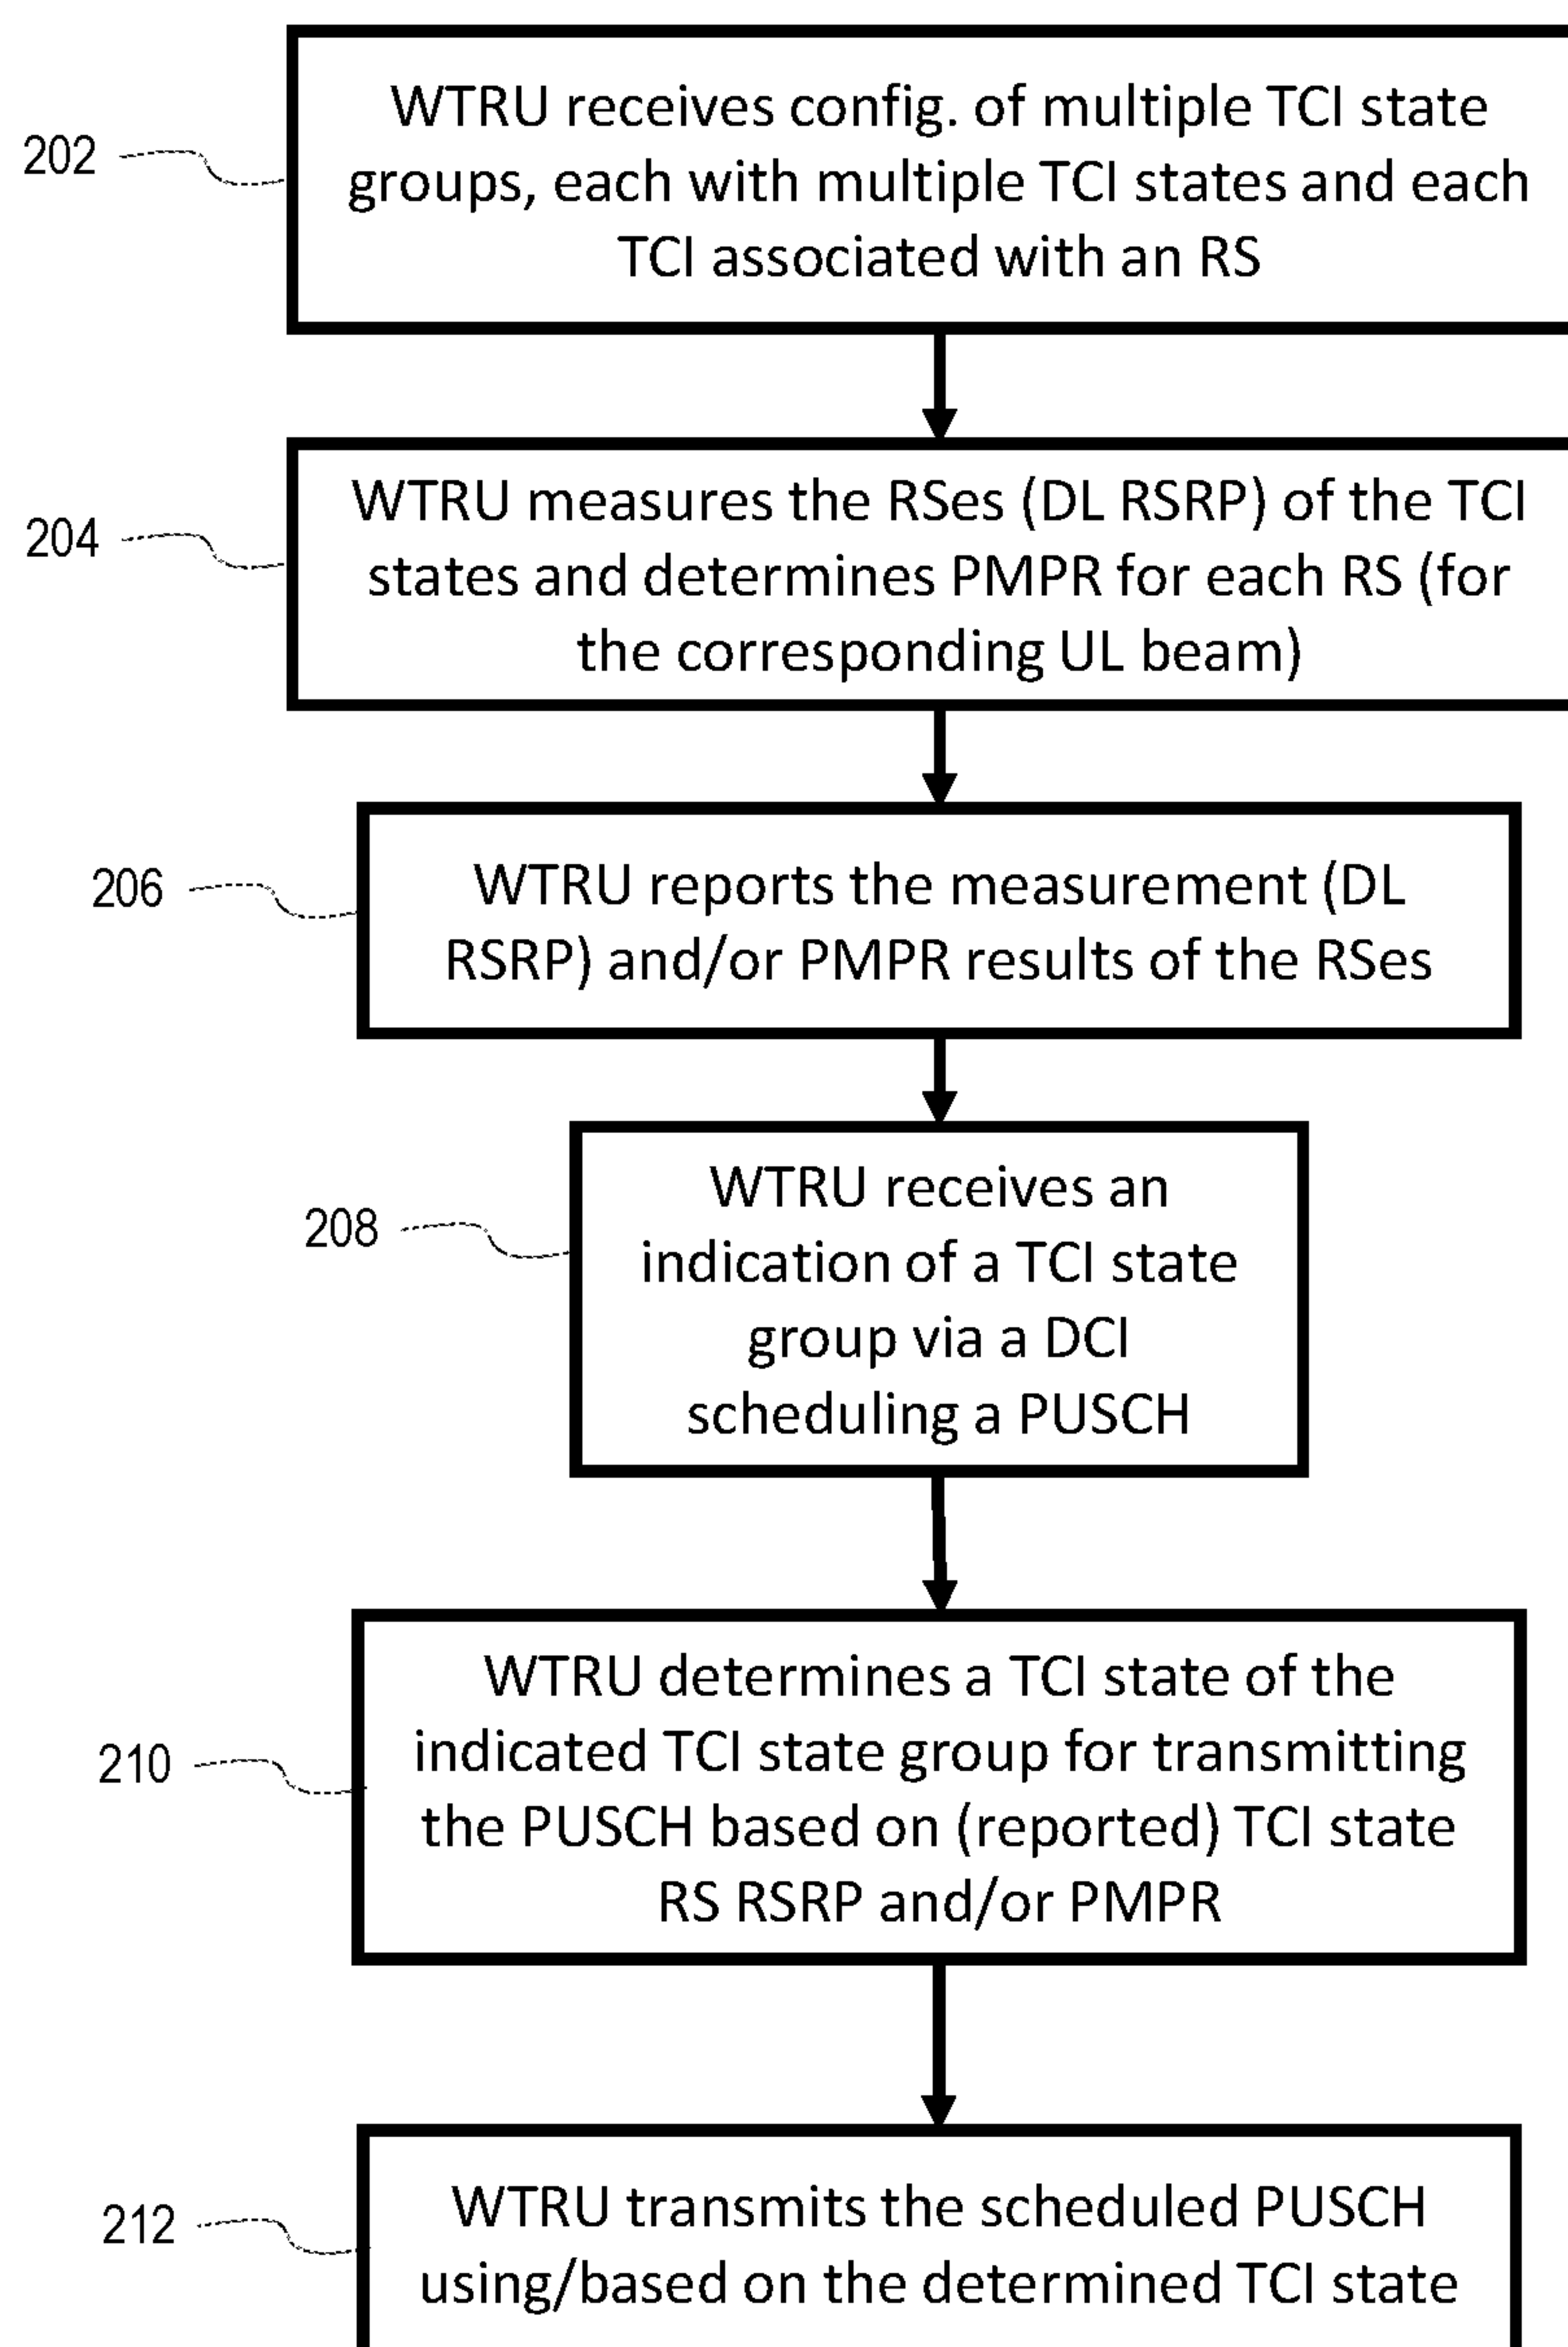 202
WTRU receives config. of multiple TCI state
groups, each with multiple TCI states and each
TCI associated with an RS
204
WTRU measures the RSes (DL RSRP) of the TCI
states and determines PMPR for each RS (for
the corresponding UL beam)
206
WTRU reports the measurement (DL
RSRP) and/or PMPR results of the RSes
208
WTRU receives an
indication of a TCI state
group via a DCI
scheduling a PUSCH
210
WTRU determines a TCI state of the
indicated TCI state group for transmitting
the PUSCH based on (reported) TCI state
RS RSRP and/or PMPR
212
WTRU transmits the scheduled PUSCH
using/based on the determined TCI state